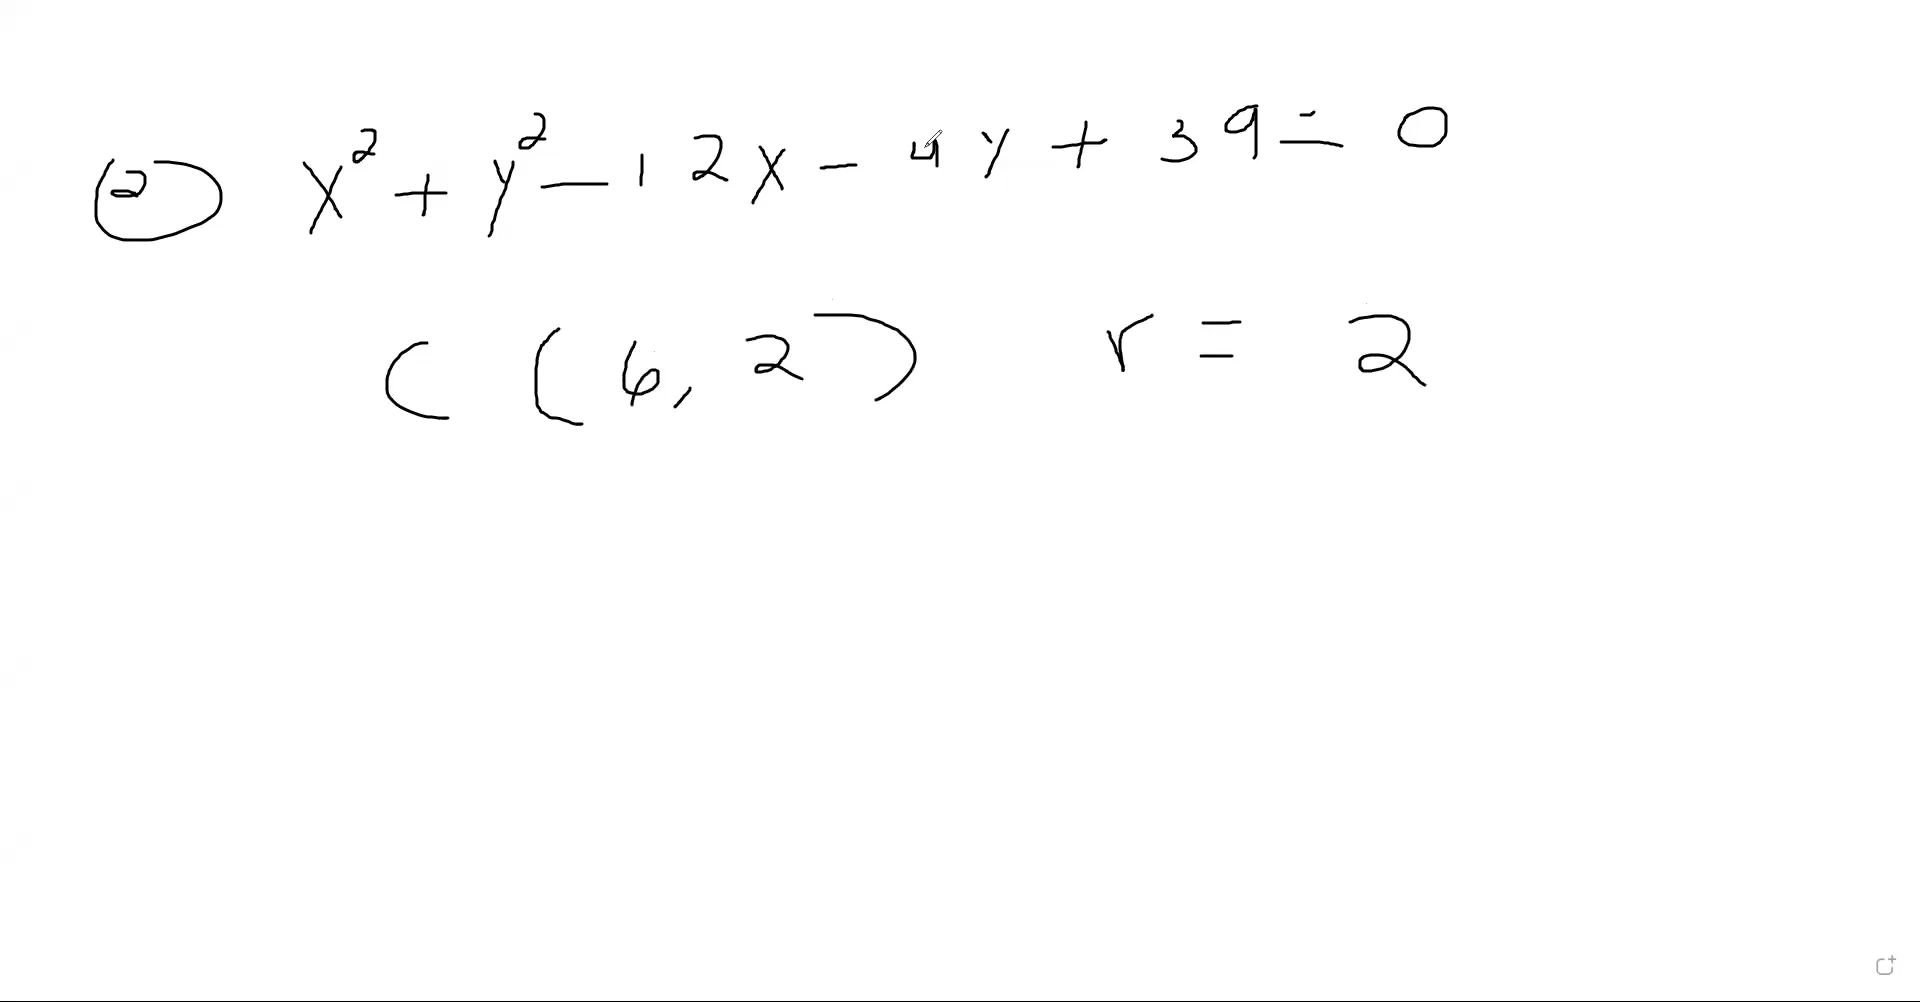 ② x² + y² - 12x - 4y + 39 = 0
C (6, 2) r = 2